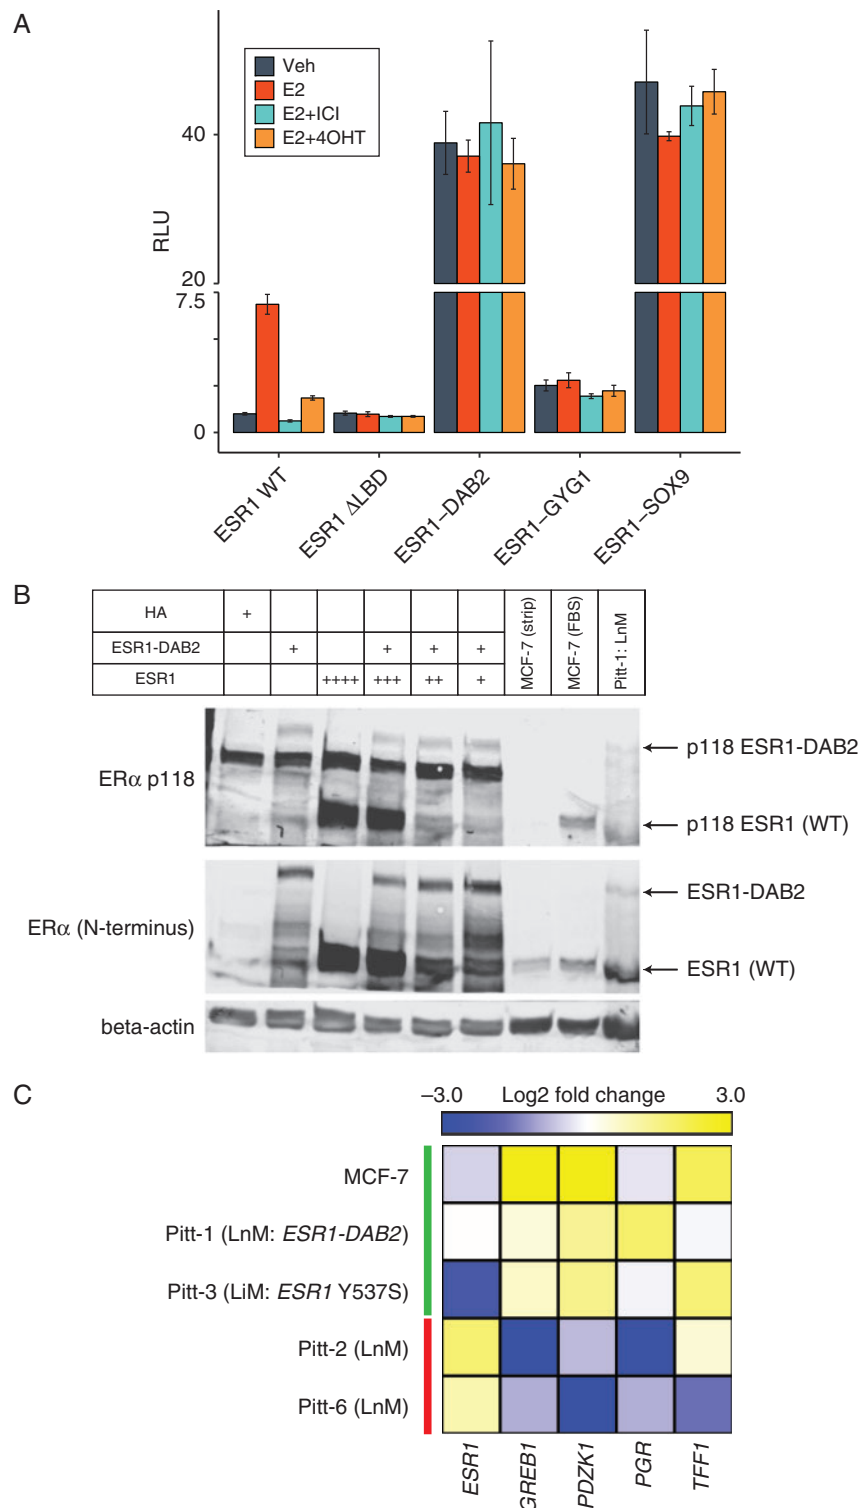 A
Veh
E2
E2+ICI
E2+4OHT
RLU
40
20
7.5
0
ESR1 WT
ESR1 ΔLBD
ESR1–DAB2
ESR1–GYG1
ESR1–SOX9
B
HA
+
ESR1-DAB2
+ + + +
ESR1
++++ +++ ++ +
MCF-7 (strip)
MCF-7 (FBS)
Pitt-1: LnM
ERα p118
p118 ESR1-DAB2
p118 ESR1 (WT)
ERα (N-terminus)
ESR1-DAB2
ESR1 (WT)
beta-actin
C
–3.0 Log2 fold change 3.0
MCF-7
Pitt-1 (LnM: ESR1-DAB2)
Pitt-3 (LiM: ESR1 Y537S)
Pitt-2 (LnM)
Pitt-6 (LnM)
ESR1
GREB1
PDZK1
PGR
TFF1